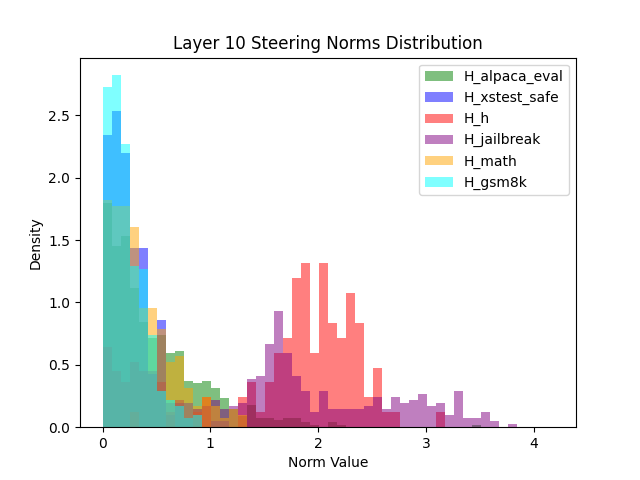 Layer 10 Steering Norms Distribution
H_alpaca_eval
H_xstest_safe
H_h
H_jailbreak
H_math
H_gsm8k
2.5
2.0
1.5
1.0
0.5
0.0
Density
0 1 2 3 4
Norm Value